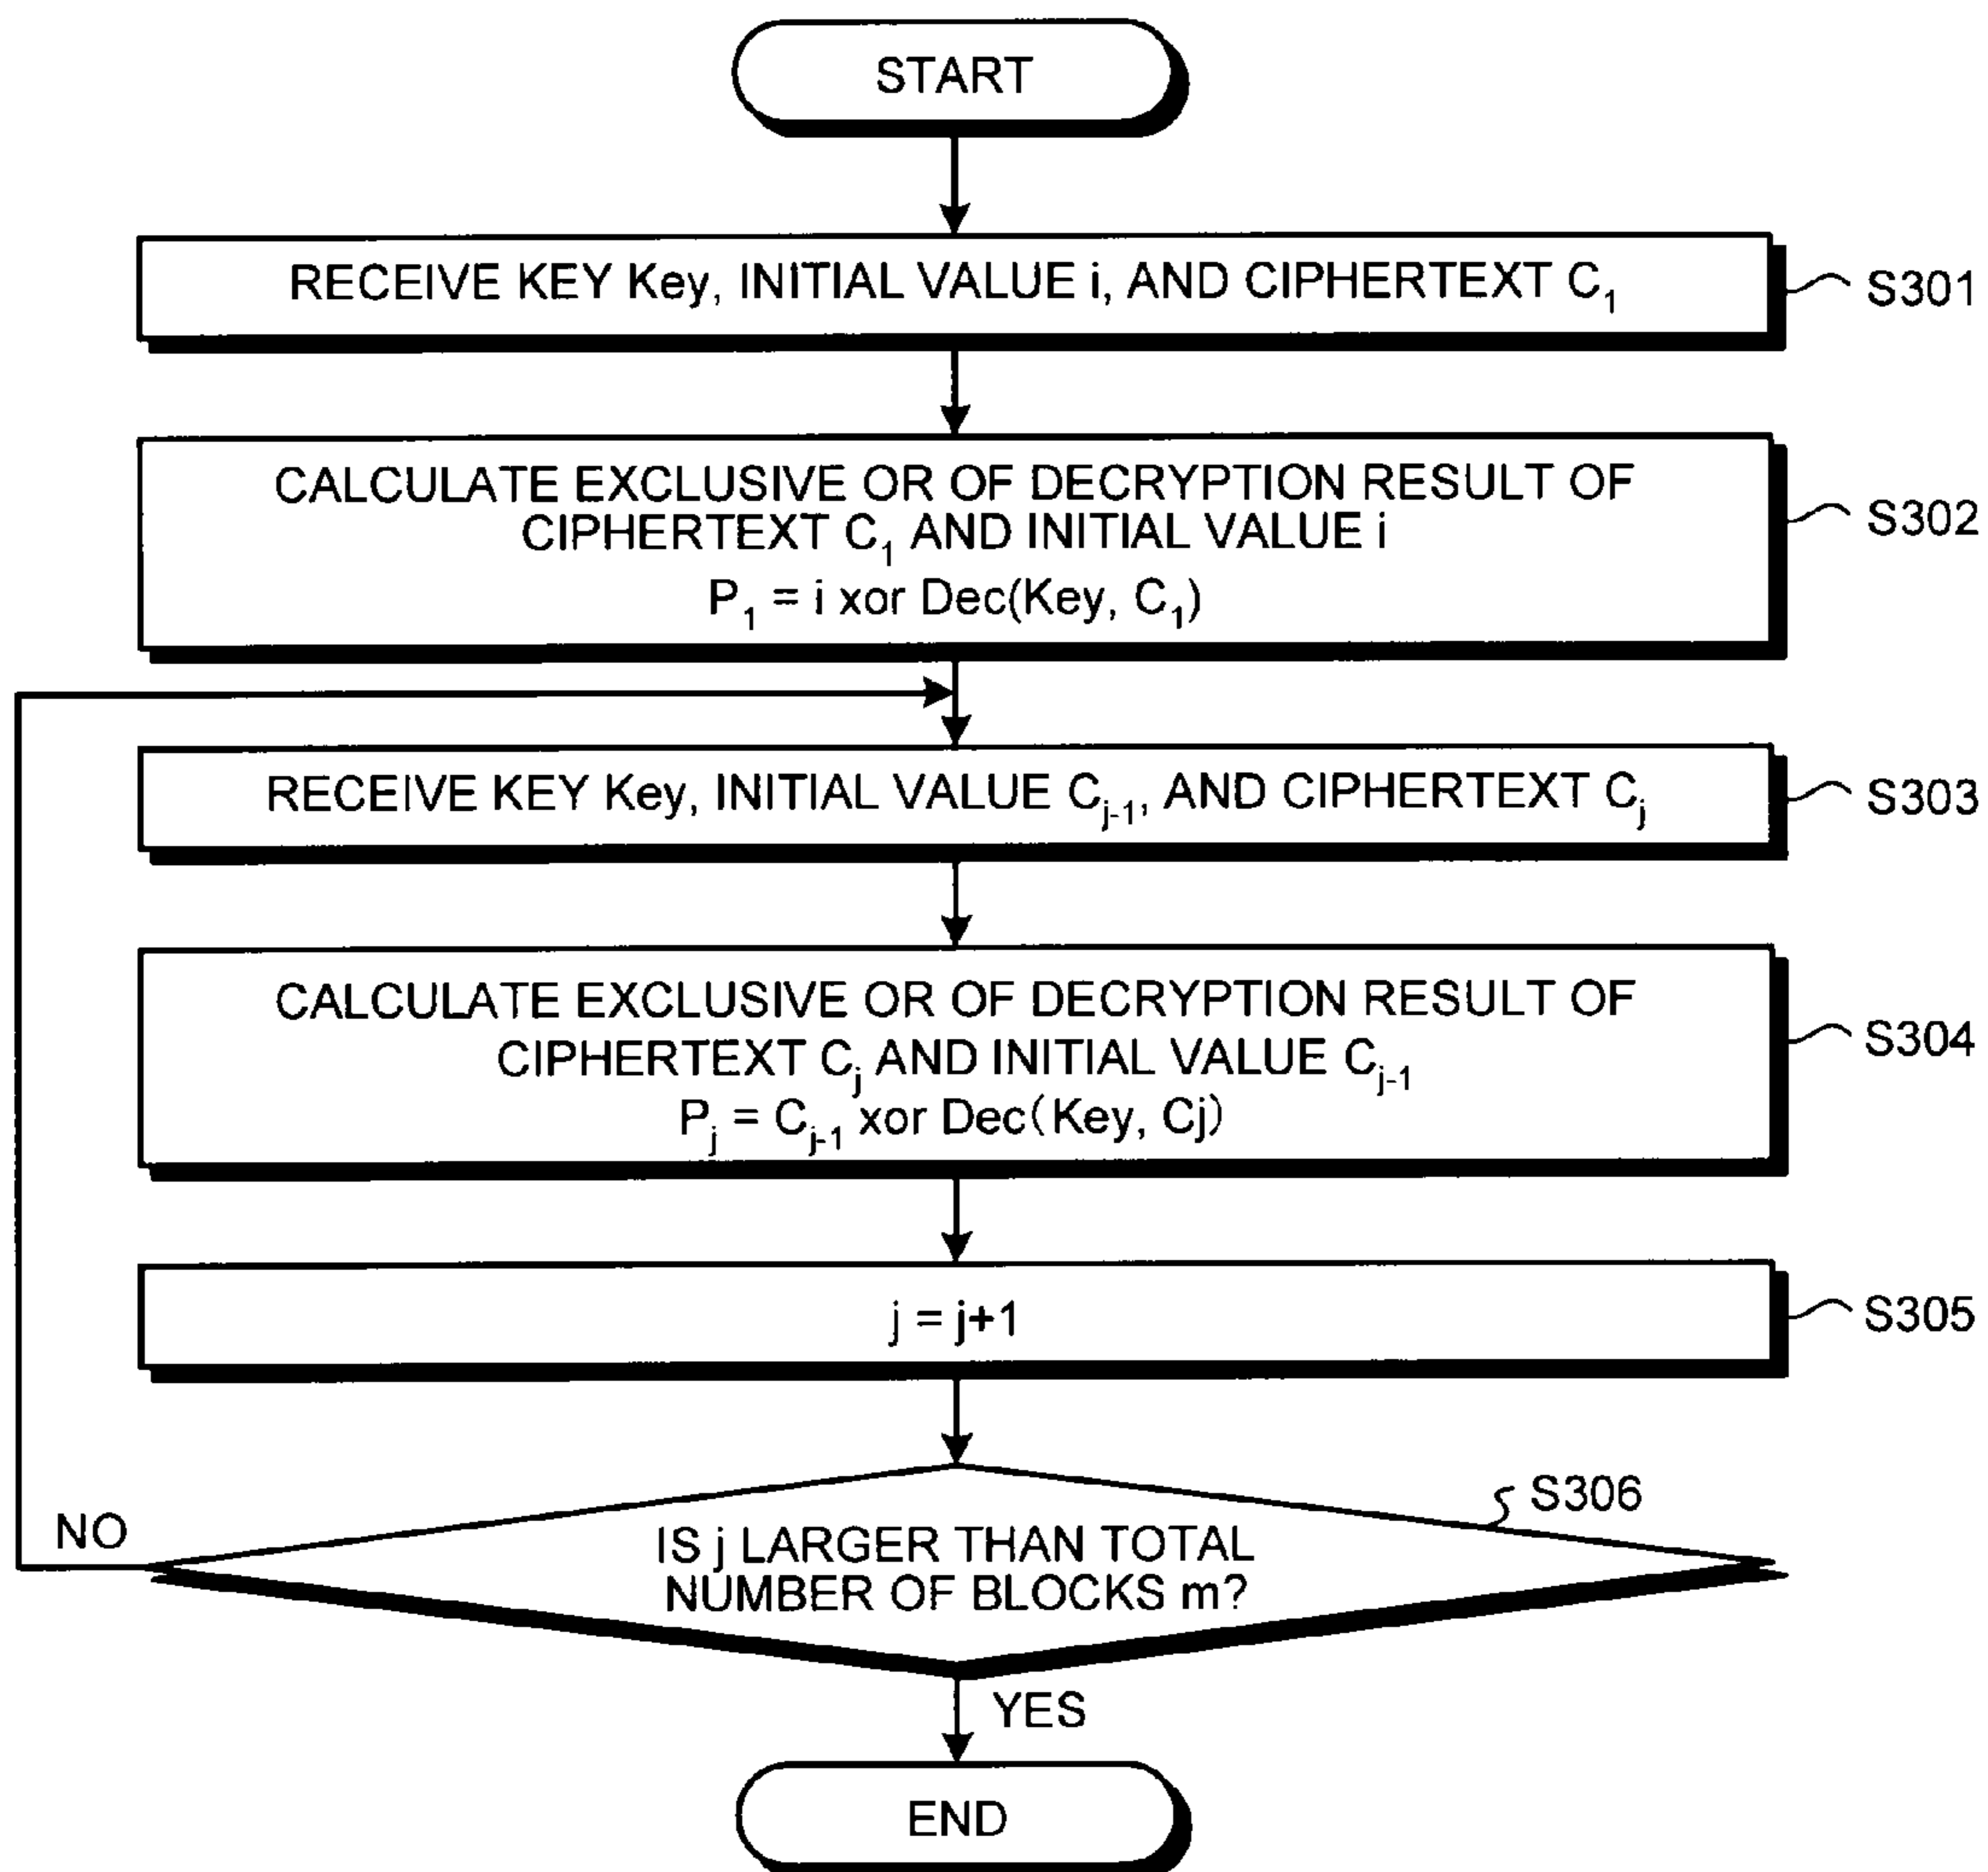 START
RECEIVE KEY Key, INITIAL VALUE i, AND CIPHERTEXT C₁
S301
CALCULATE EXCLUSIVE OR OF DECRYPTION RESULT OF
CIPHERTEXT C₁ AND INITIAL VALUE i
P₁ = i xor Dec(Key, C₁)
S302
RECEIVE KEY Key, INITIAL VALUE Cⱼ₋₁, AND CIPHERTEXT Cⱼ
S303
CALCULATE EXCLUSIVE OR OF DECRYPTION RESULT OF
CIPHERTEXT Cⱼ AND INITIAL VALUE Cⱼ₋₁
Pⱼ = Cⱼ₋₁ xor Dec(Key, Cj)
S304
j = j+1
S305
S306
NO
IS j LARGER THAN TOTAL
NUMBER OF BLOCKS m?
YES
END